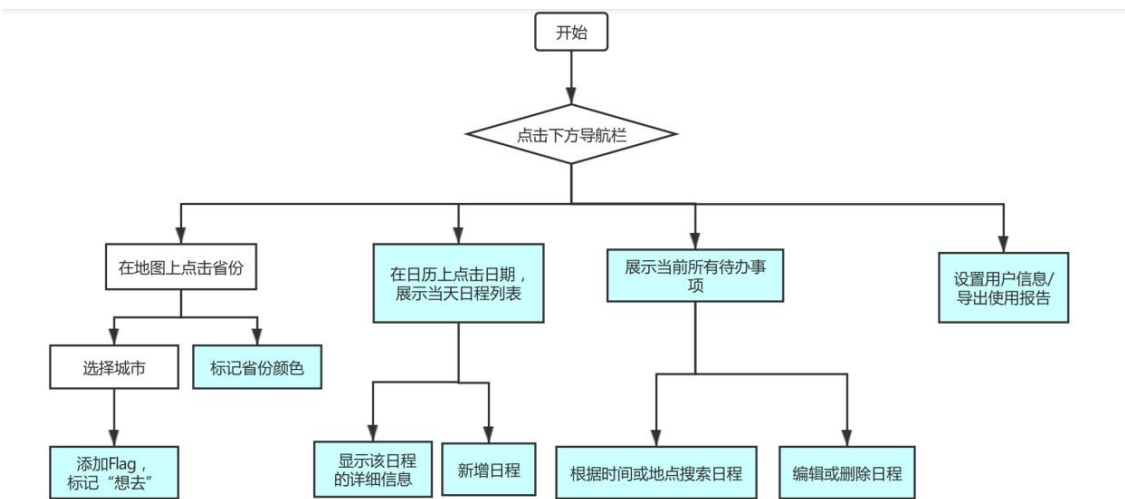 开始
点击下方导航栏
在地图上点击省份
在日历上点击日期，
展示当天日程列表
展示当前所有待办事
项
设置用户信息/
导出使用报告
选择城市
标记省份颜色
添加Flag，
标记“想去”
显示该日程
的详细信息
新增日程
根据时间或地点搜索日程
编辑或删除日程